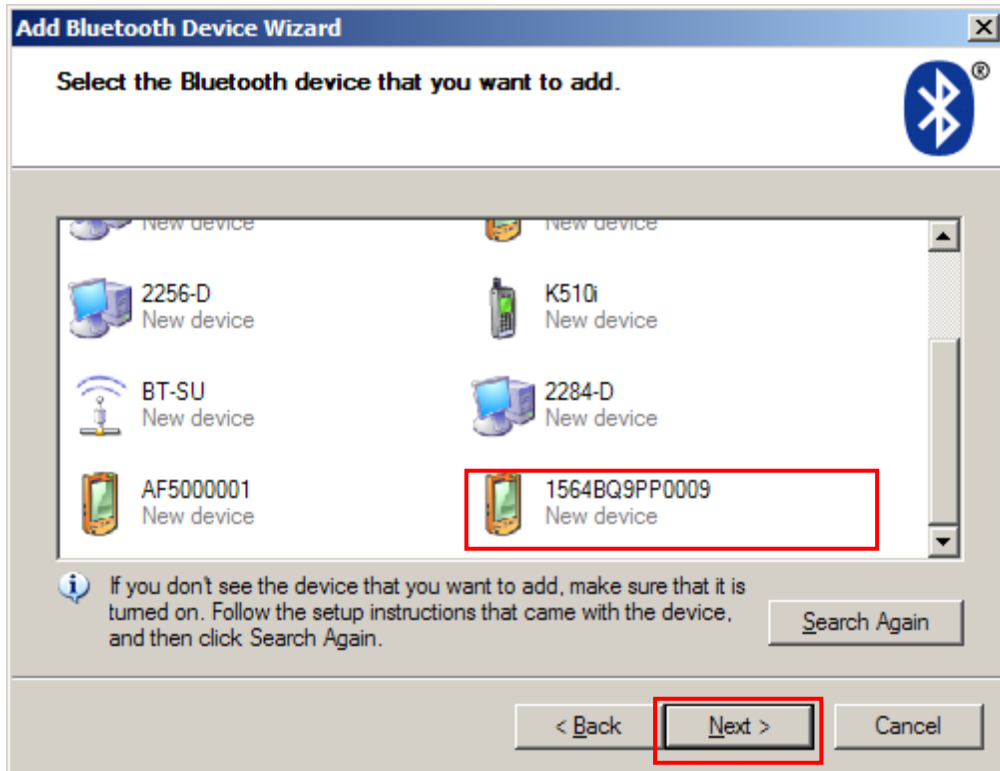 Add Bluetooth Device Wizard
Select the Bluetooth device that you want to add.
®
New device
New device
2256-D
New device
K510i
New device
BT-SU
New device
2284-D
New device
AF5000001
New device
1564BQ9PP0009
New device
If you don't see the device that you want to add, make sure that it is
turned on. Follow the setup instructions that came with the device,
and then click Search Again.
Search Again
< Back
Next >
Cancel